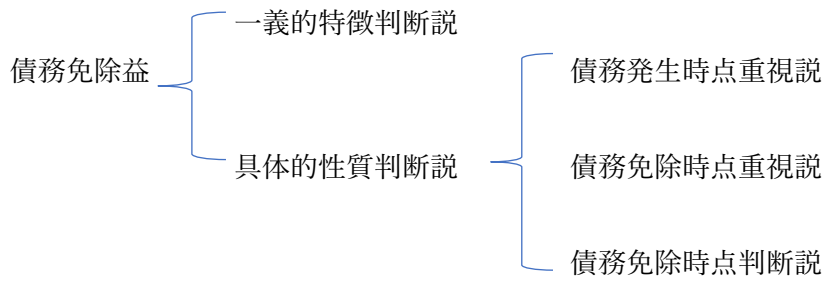 債務免除益
一義的特徴判断説
具体的性質判断説
債務発生時点重視説
債務免除時点重視説
債務免除時点判断説